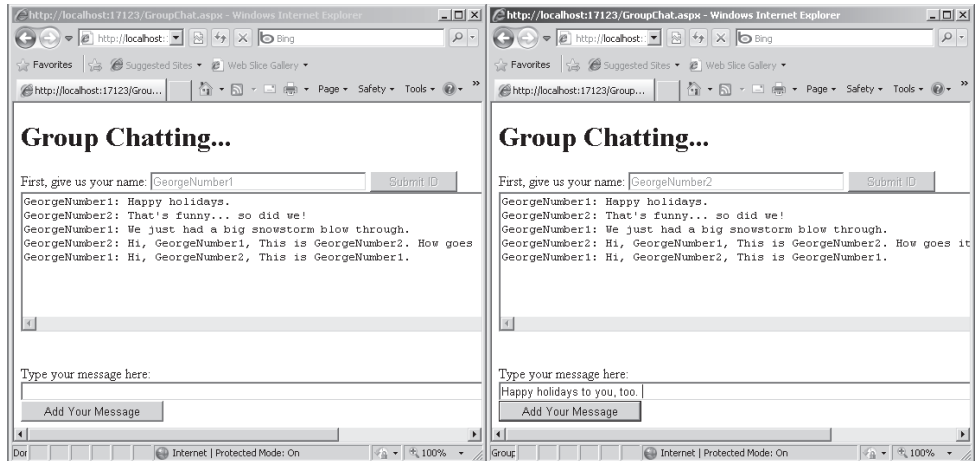 http://localhost:17123/GroupChat.aspx - Windows Internet Explorer
http://localhost:
Bing
Favorites
Suggested Sites
Web Slice Gallery
http://localhost:17123/Grou...
Page
Safety
Tools
»
Group Chatting...
First, give us your name:
GeorgeNumber1
Submit ID
GeorgeNumber1: Happy holidays.
GeorgeNumber2: That's funny... so did we!
GeorgeNumber1: We just had a big snowstorm blow through.
GeorgeNumber2: Hi, GeorgeNumber1, This is GeorgeNumber2. How goes
GeorgeNumber1: Hi, GeorgeNumber2, This is GeorgeNumber1.
Type your message here:
Add Your Message
Dor
Internet | Protected Mode: On
100%
http://localhost:17123/GroupChat.aspx - Windows Internet Explorer
http://localhost:
Bing
Favorites
Suggested Sites
Web Slice Gallery
http://localhost:17123/Group...
Page
Safety
Tools
»
Group Chatting...
First, give us your name:
GeorgeNumber2
Submit ID
GeorgeNumber1: Happy holidays.
GeorgeNumber2: That's funny... so did we!
GeorgeNumber1: We just had a big snowstorm blow through.
GeorgeNumber2: Hi, GeorgeNumber1, This is GeorgeNumber2. How goes it
GeorgeNumber1: Hi, GeorgeNumber2, This is GeorgeNumber1.
Type your message here:
Happy holidays to you, too.
Add Your Message
Group
Internet | Protected Mode: On
100%